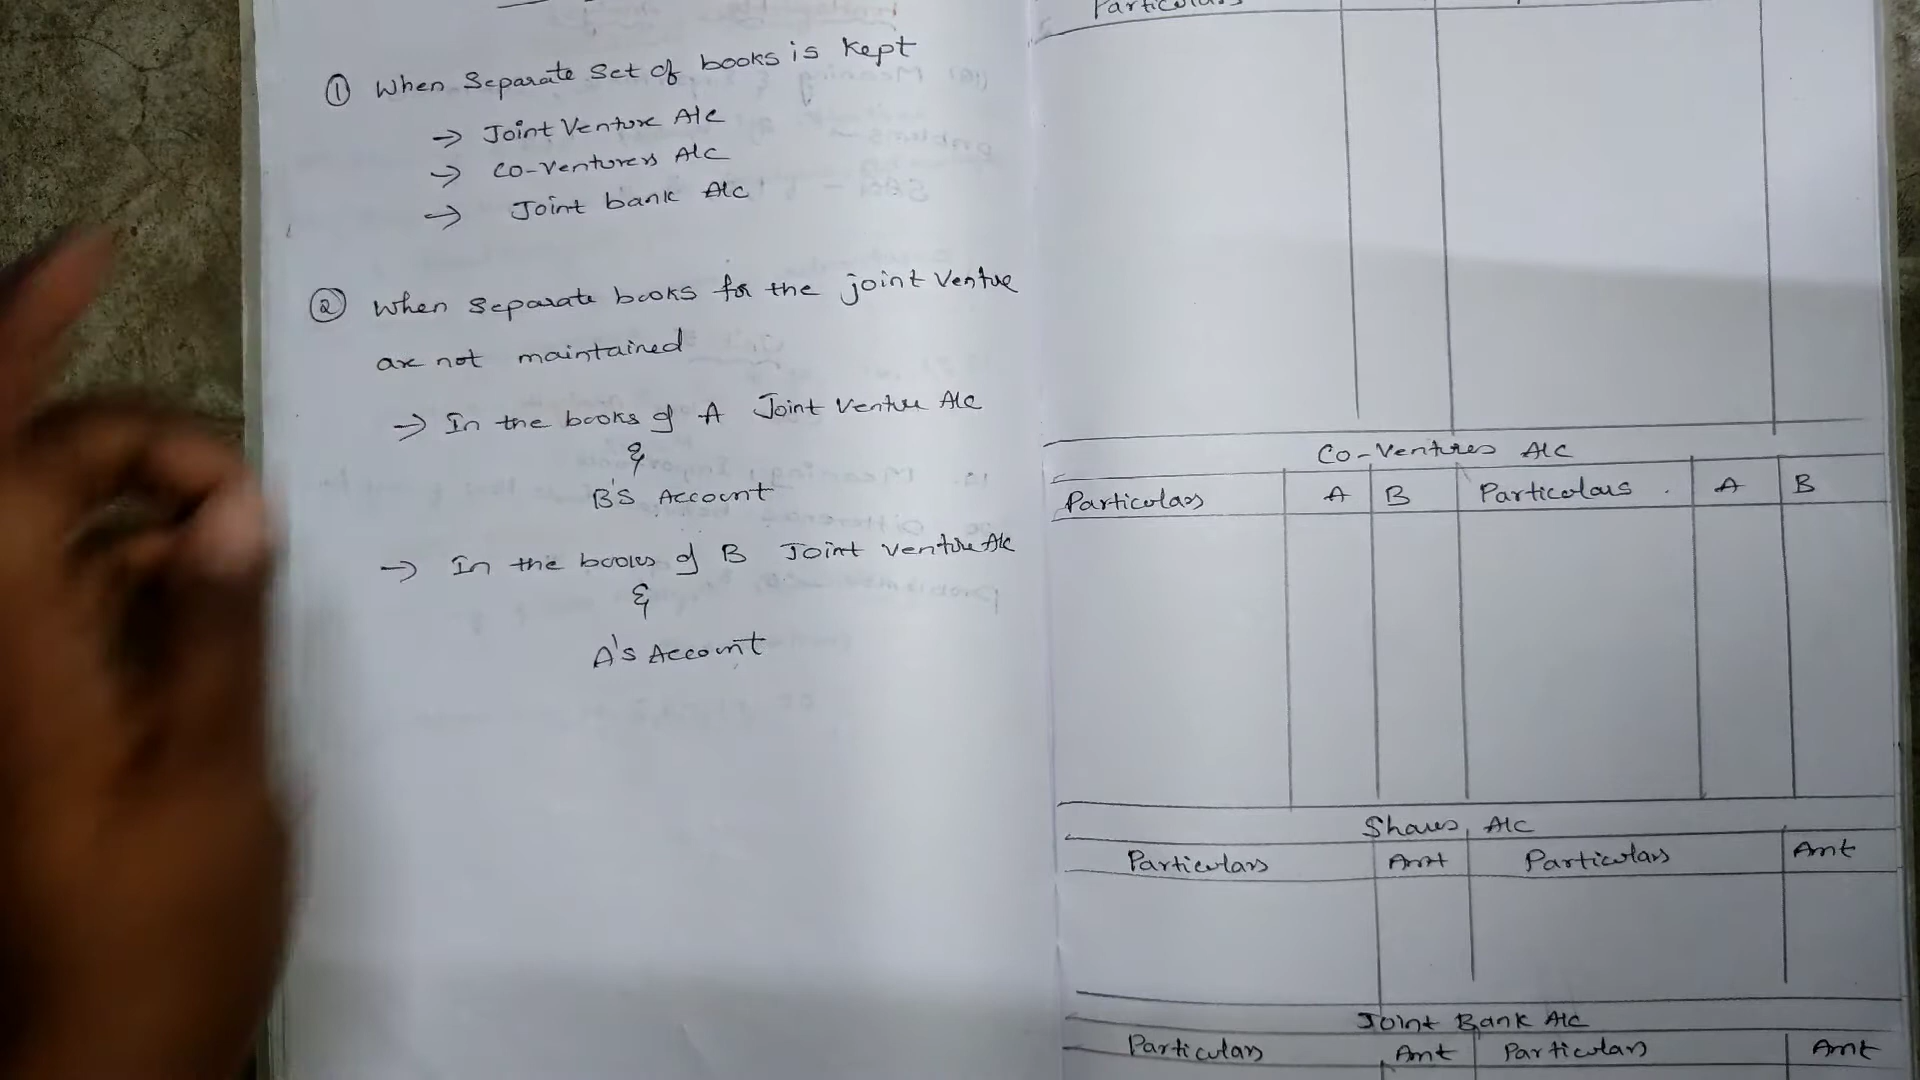 ① When Separate Set of books is kept
→ Joint Venture A/c
→ Co-Venturers A/c
→ Joint bank A/c
② When separate books for the joint Ventue
are not maintained
→ In the books of A Joint Venture A/c
&
B's Account
→ In the books of B Joint Venture A/c
&
A's Account
Particulars
Co-Ventures A/c
Particulars A B Particulars. A B
Shares A/c
Particulars Amt Particulars Amt
Joint Bank A/c
Particulars Amt Particulars Amt